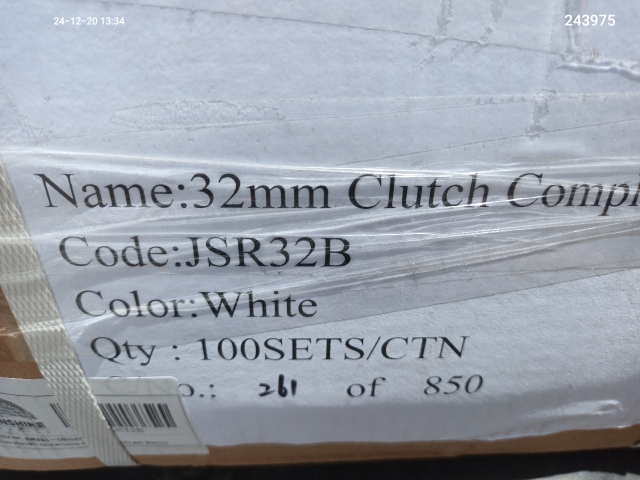 24-12-20 13:34
243975
Name:32mm Clutch Compl
Code:JSR32B
Color:White
Qty : 100SETS/CTN
o.: 261 of 850
NSHIKE